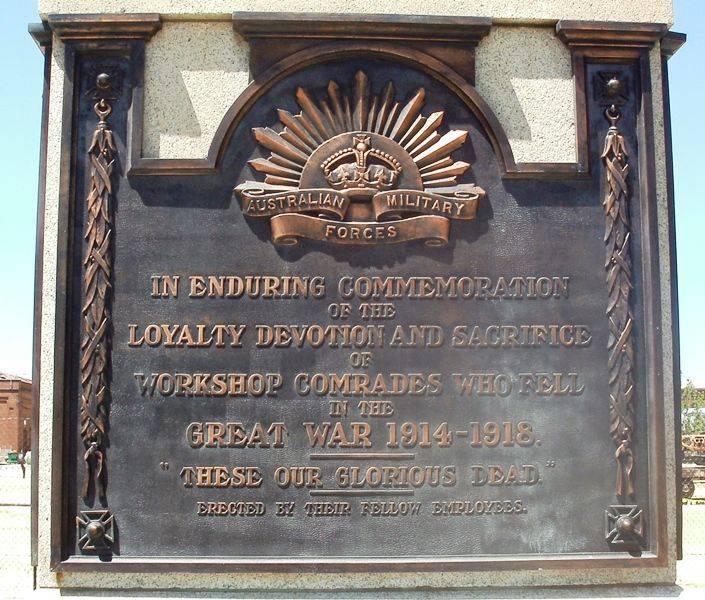 AUSTRALIAN MILITARY
FORCES
IN ENDURING COMMEMORATION
OF THE
LOYALTY DEVOTION AND SACRIFICE
OF
WORKSHOP COMRADES WHO FELL
IN THE
GREAT WAR 1914-1918.
"THESE OUR GLORIOUS DEAD."
ERECTED BY THEIR FELLOW EMPLOYEES.